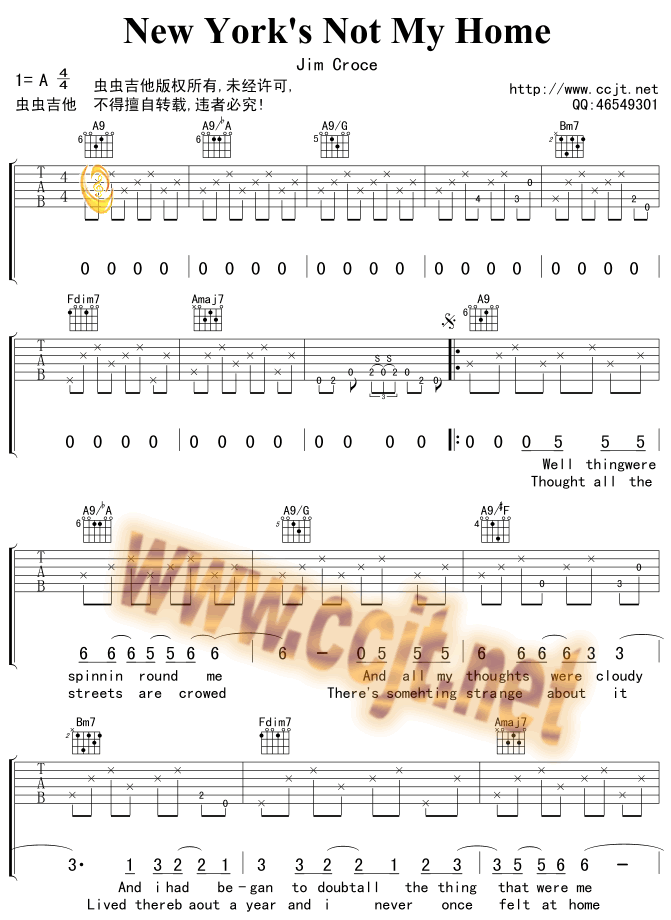 New York's Not My Home
Jim Croce
1= A 4/4 虫虫吉他版权所有,未经许可,
虫虫吉他 不得擅自转载,违者必究!
http://www.ccjt.net
QQ:46549301
A9 A9/♭A A9/G Bm7
6 6 5 2
T A B 4 4 4 3 0 2 0
0 0 0 0 0 0 0 0 0 0 0 0 0 0 0 0 0 0 0 0
Fdim7 Amaj7 A9
6
T A B 0 2 0 2 0 2 0 2 0
S S
3
0 0 0 0 0 0 0 0 0 0 0 0 0 0 0 5 5 5
Well thingwere
Thought all the
A9/♭A A9/G A9/♯F
6 5 4
T A B 0 3 0
www.ccjt.net
6 6 6 5 5 6 6 6 - 0 5 5 5 6 6 6 6 3 3
spinnin round me And all my thoughts were cloudy
streets are crowed There's somehting strange about it
Bm7 Fdim7 Amaj7
2
T A B 2 0
3· 1 3 2 2 1 3 3 2 2 1 2 3 3 5 5 6 6 -
And ihad be-gan to doubtall the thing that were me
Lived thereb aout a year and i never once felt at home